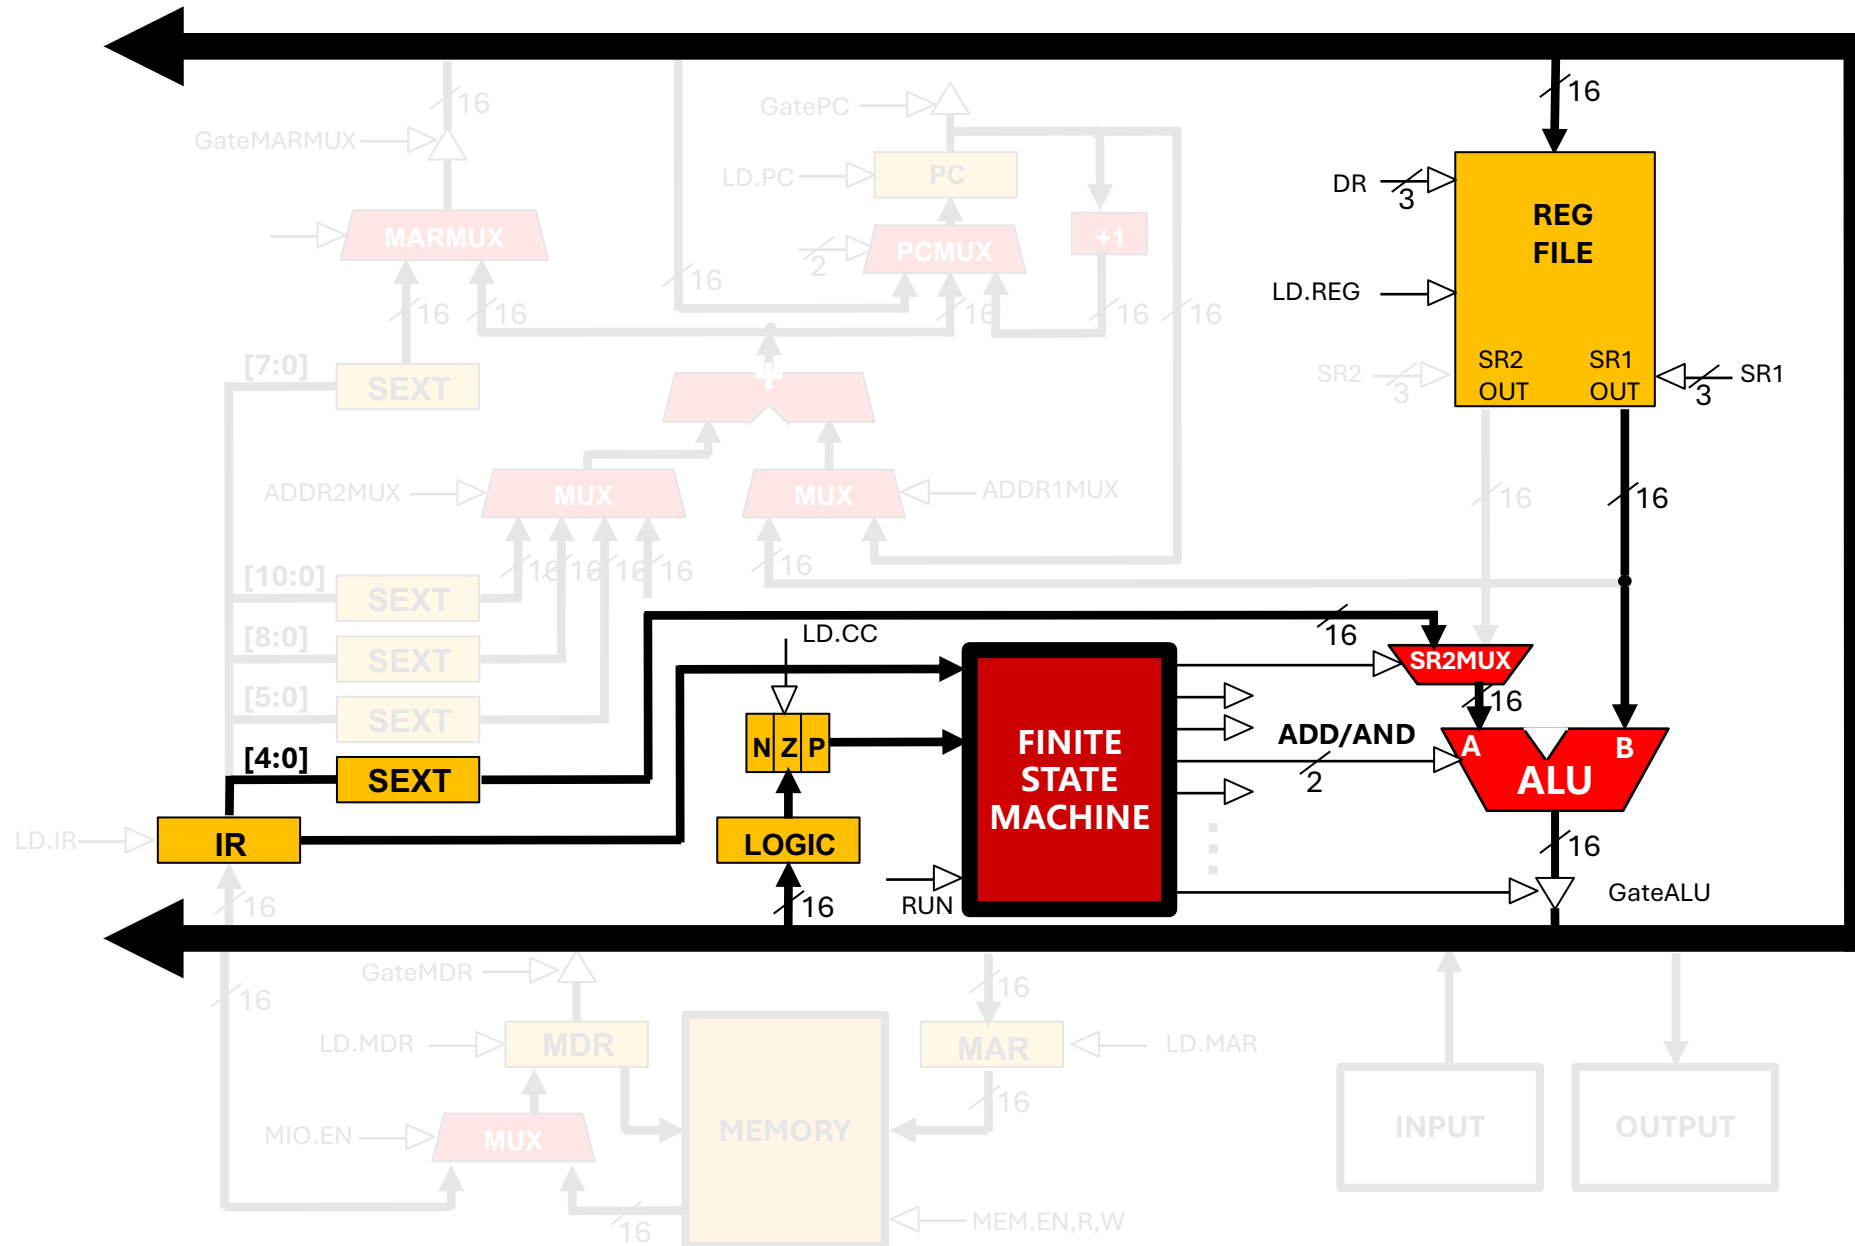 16
16
GatePC
GateMARMUX
LD.PC
PC
DR
3
REG
FILE
MARMUX
2
PCMUX
+1
16
LD.REG
16
16
16
16
16
[7:0]
SEXT
+
SR2
3
SR2
OUT
SR1
OUT
3
SR1
ADDR2MUX
MUX
MUX
ADDR1MUX
16
16
[10:0]
SEXT
16
16
16
16
16
LD.CC
16
[8:0]
SEXT
SR2MUX
[5:0]
SEXT
16
N Z P
FINITE
STATE
MACHINE
ADD/AND
2
A
B
ALU
[4:0]
SEXT
LD.IR
IR
LOGIC
16
16
16
RUN
GateALU
GateMDR
16
16
LD.MDR
MDR
MAR
LD.MAR
16
MIO.EN
MUX
MEMORY
INPUT
OUTPUT
16
MEM.EN,R,W